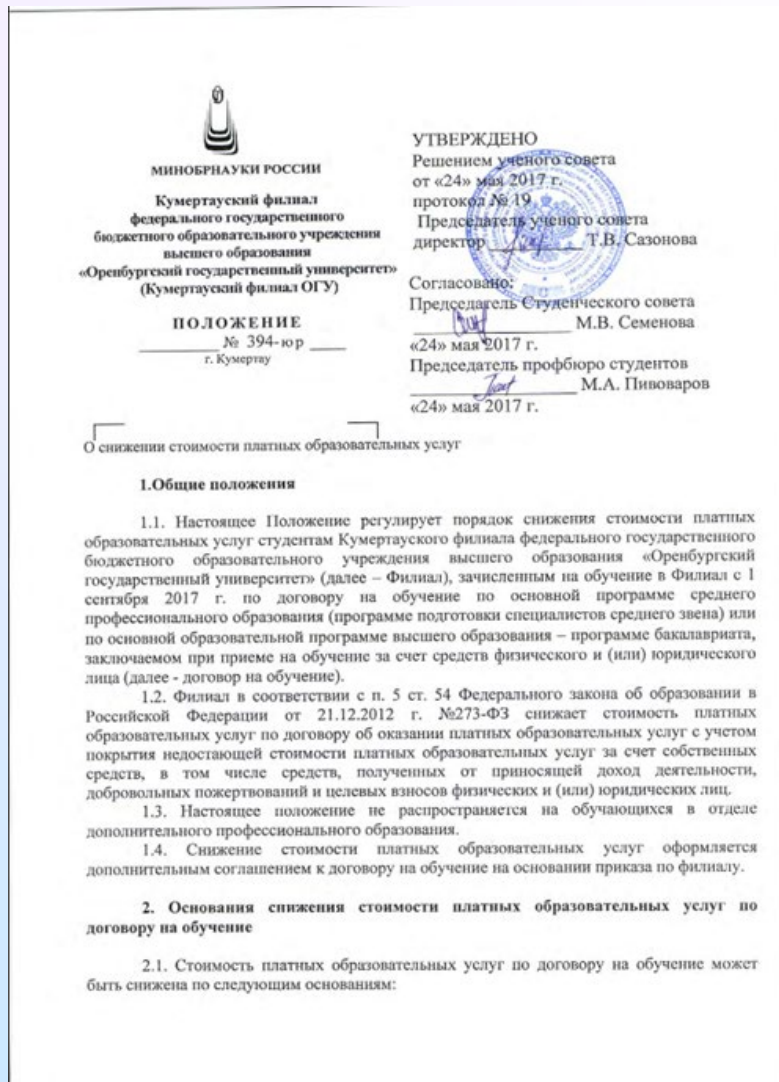 МИНОБРНАУКИ РОССИИ
Кумертауский филиал
федерального государственного
бюджетного образовательного учреждения
высшего образования
«Оренбургский государственный университет»
(Кумертауский филиал ОГУ)
ПОЛОЖЕНИЕ
№ 394-юр
г. Кумертау
УТВЕРЖДЕНО
Решением ученого совета
от «24» мая 2017 г.
протокол № 19
Председатель ученого совета
директор Т.В. Сазонова
Согласовано:
Председатель Студенческого совета
М.В. Семенова
«24» мая 2017 г.
Председатель профбюро студентов
М.А. Пивоваров
«24» мая 2017 г.
О снижении стоимости платных образовательных услуг
1.Общие положения
1.1. Настоящее Положение регулирует порядок снижения стоимости платных
образовательных услуг студентам Кумертауского филиала федерального государственного
бюджетного образовательного учреждения высшего образования «Оренбургский
государственный университет» (далее – Филиал), зачисленным на обучение в Филиал с 1
сентября 2017 г. по договору на обучение по основной программе среднего
профессионального образования (программе подготовки специалистов среднего звена) или
по основной образовательной программе высшего образования – программе бакалавриата,
заключаемом при приеме на обучение за счет средств физического и (или) юридического
лица (далее - договор на обучение).
1.2. Филиал в соответствии с п. 5 ст. 54 Федерального закона об образовании в
Российской Федерации от 21.12.2012 г. №273-ФЗ снижает стоимость платных
образовательных услуг по договору об оказании платных образовательных услуг с учетом
покрытия недостающей стоимости платных образовательных услуг за счет собственных
средств, в том числе средств, полученных от приносящей доход деятельности,
добровольных пожертвований и целевых взносов физических и (или) юридических лиц.
1.3. Настоящее положение не распространяется на обучающихся в отделе
дополнительного профессионального образования.
1.4. Снижение стоимости платных образовательных услуг оформляется
дополнительным соглашением к договору на обучение на основании приказа по филиалу.
2. Основания снижения стоимости платных образовательных услуг по
договору на обучение
2.1. Стоимость платных образовательных услуг по договору на обучение может
быть снижена по следующим основаниям: